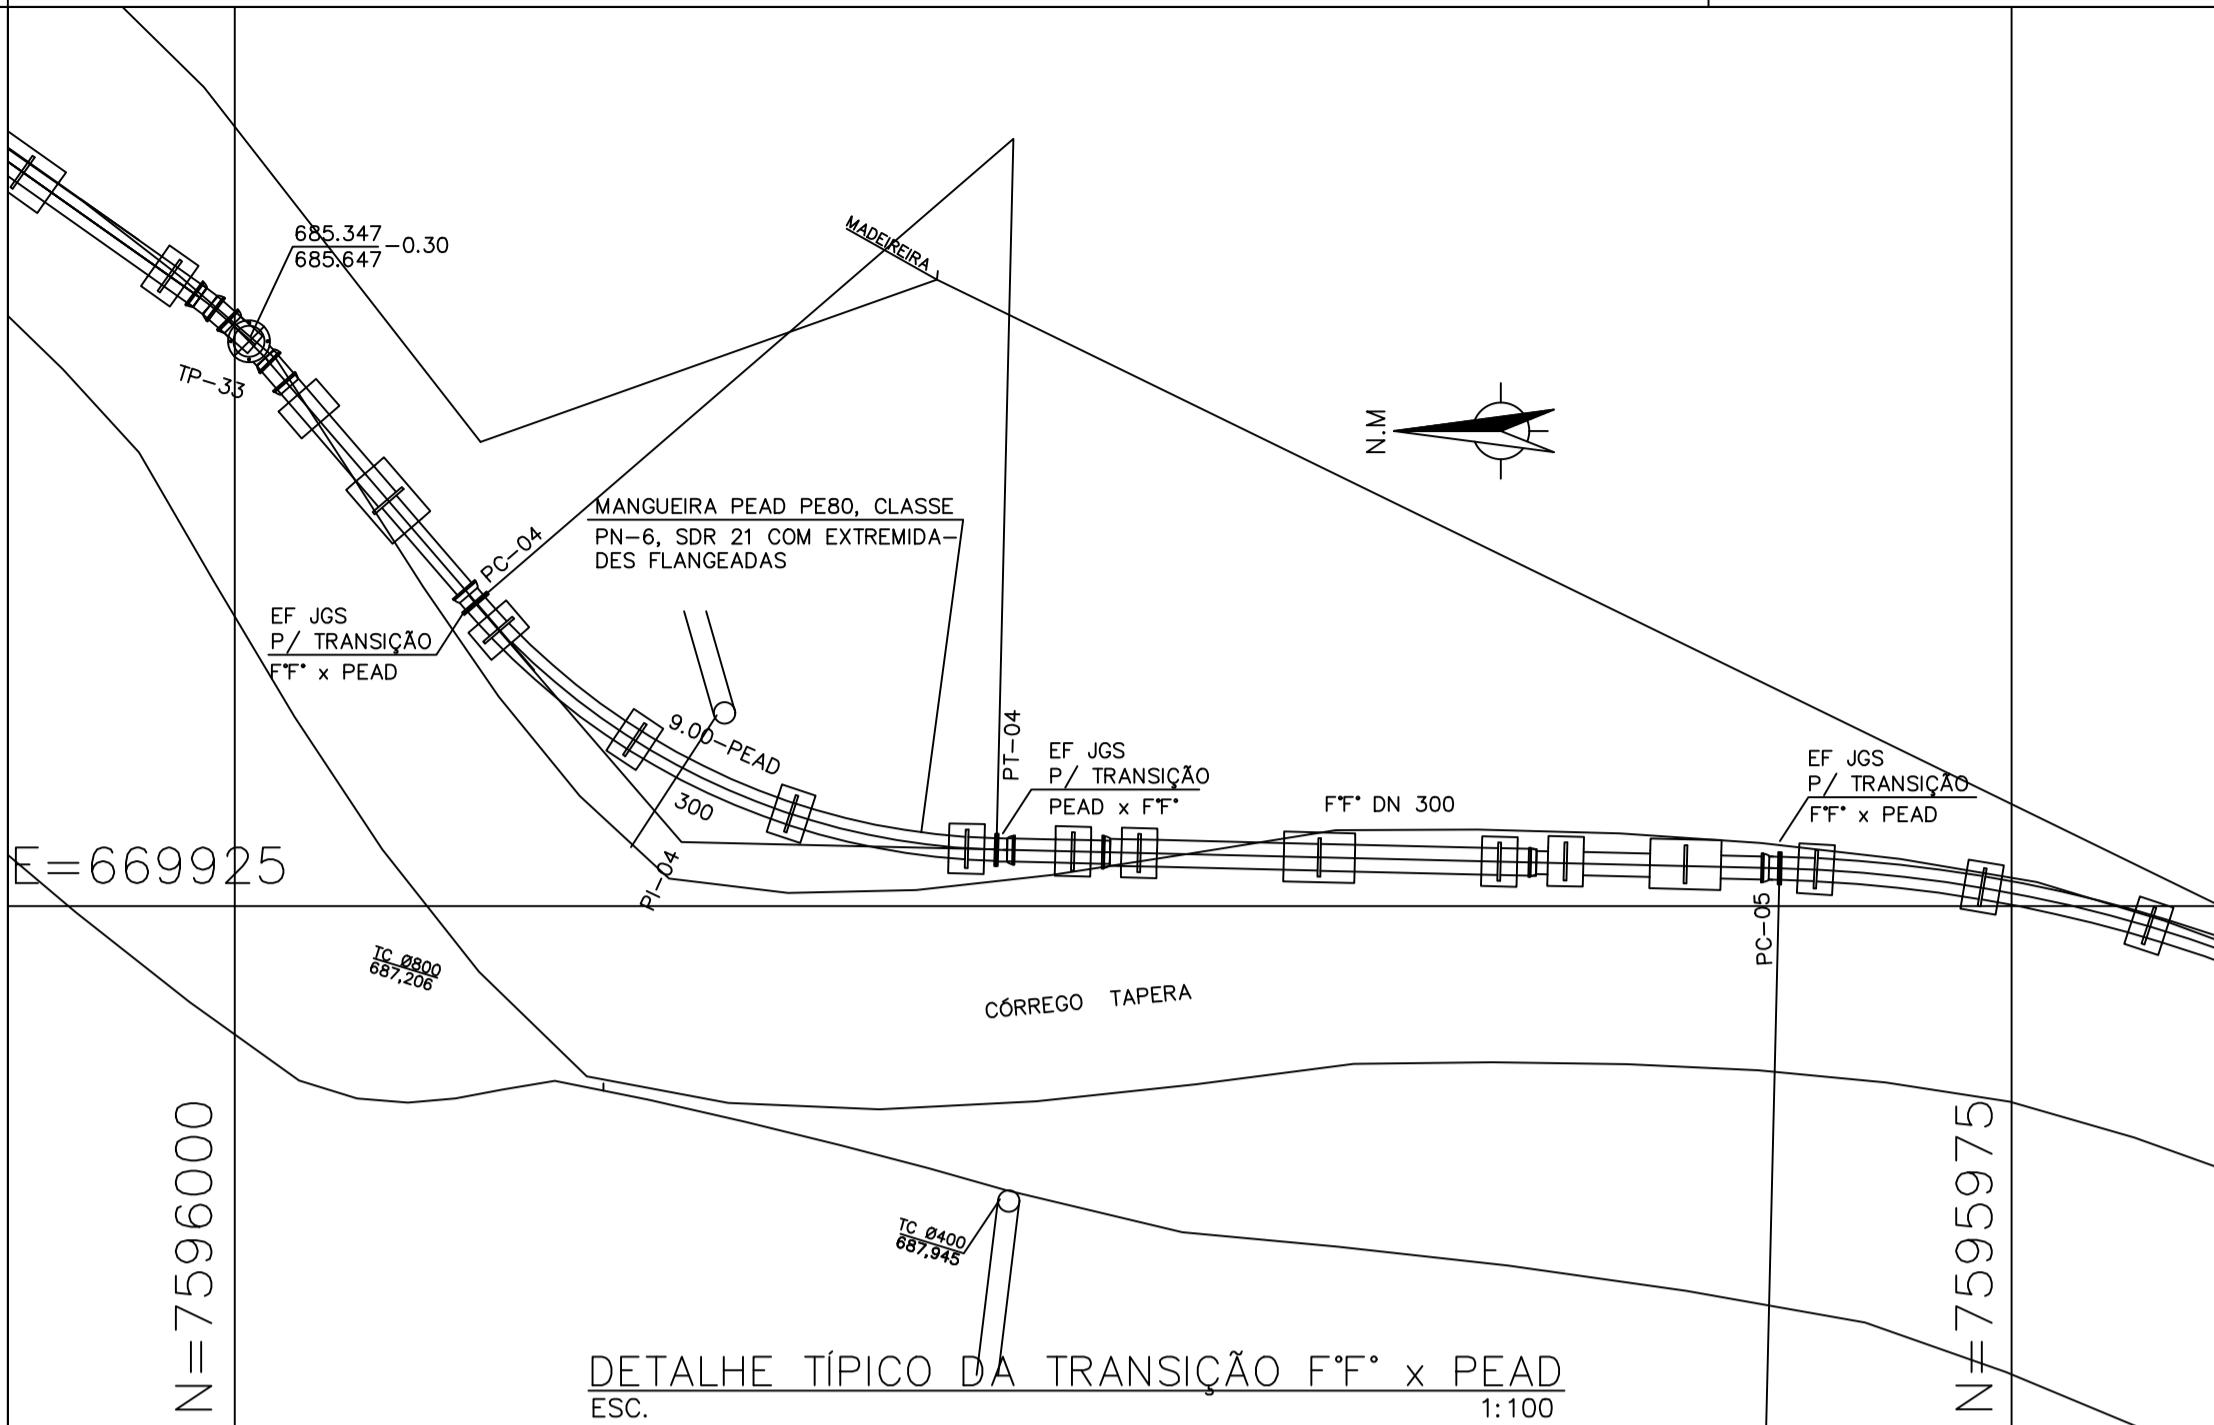 685.347
-0.30
685.647
MADEIREIRA
TP-33
N.M
MANGUEIRA PEAD PE80, CLASSE
PN-6, SDR 21 COM EXTREMIDA-
DES FLANGEADAS
PC-04
EF JGS
P/ TRANSIÇÃO
F°F° x PEAD
9.00-PEAD
300
PI-04
PT-04
EF JGS
P/ TRANSIÇÃO
PEAD x F°F°
F°F° DN 300
EF JGS
P/ TRANSIÇÃO
F°F° x PEAD
PC-05
E=669925
TC Ø800
687,206
CÓRREGO TAPERA
N=7596000
N=7595975
TC Ø400
687,945
DETALHE TÍPICO DA TRANSIÇÃO F°F° x PEAD
ESC. 1:100